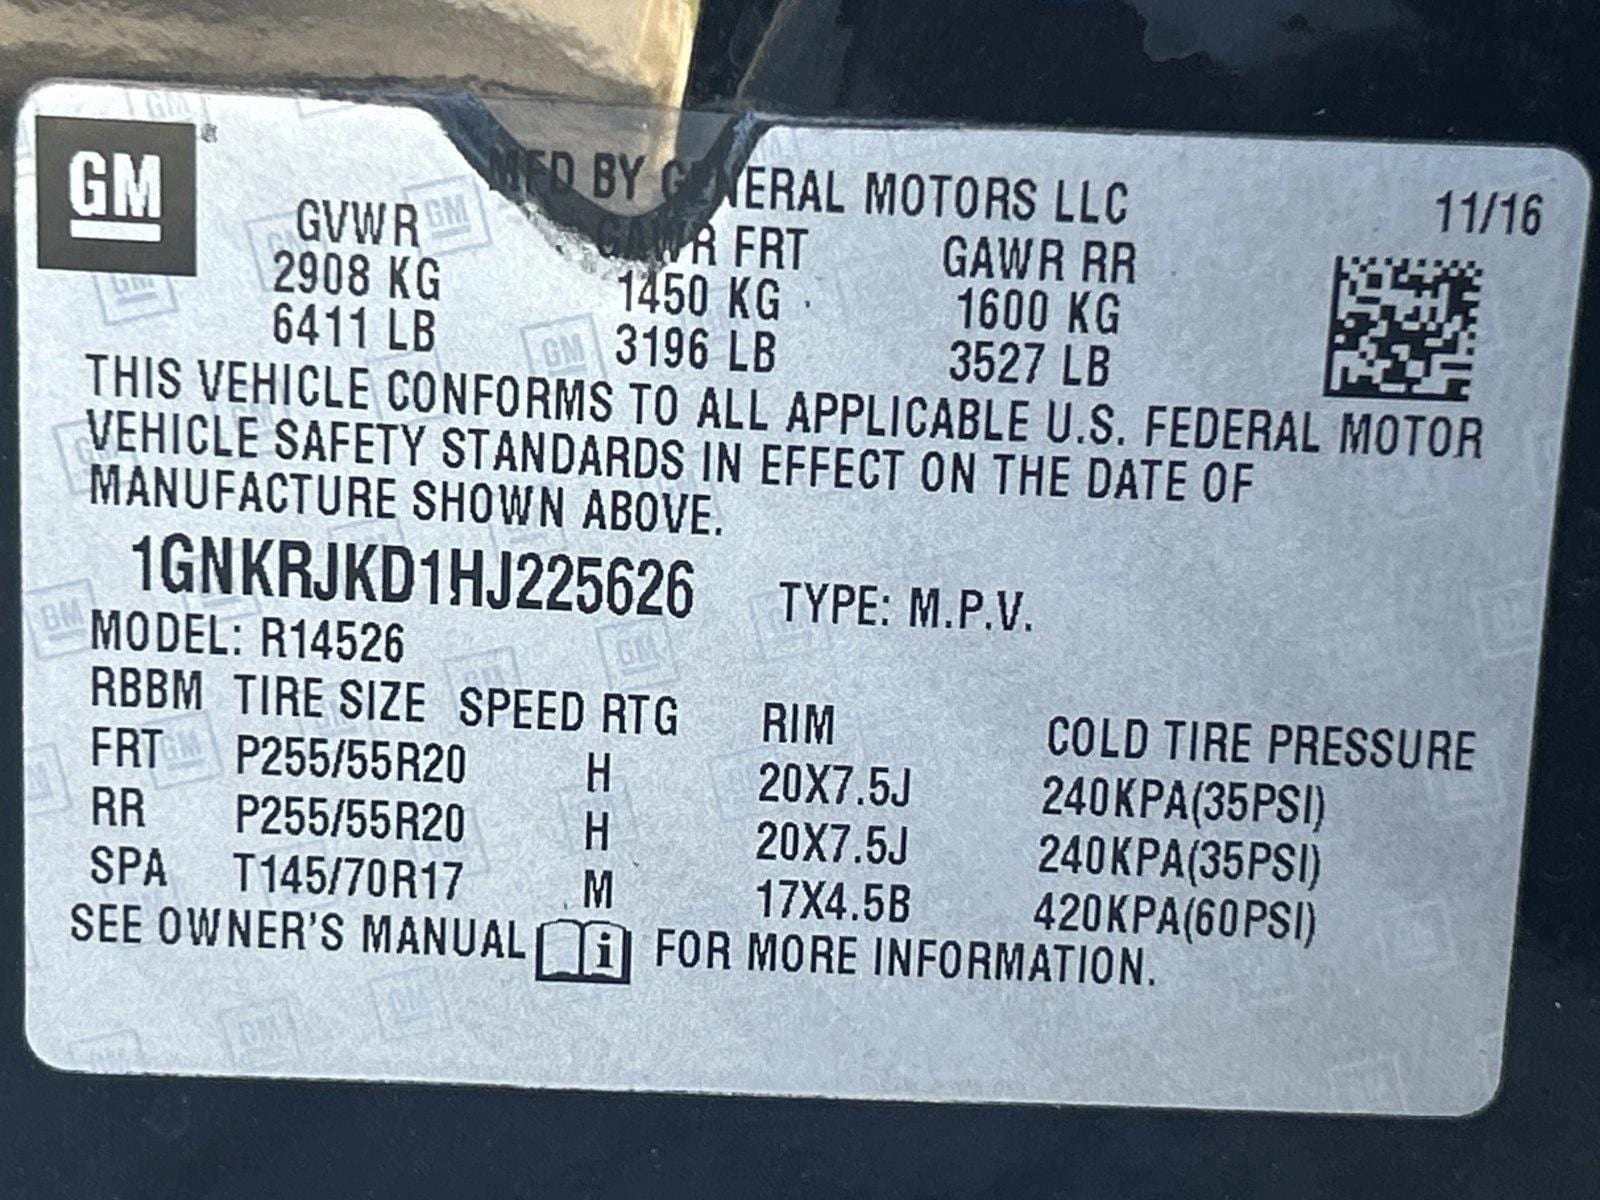 GM
MFD BY GENERAL MOTORS LLC 11/16
GVWR GAWR FRT GAWR RR
2908 KG 1450 KG 1600 KG
6411 LB 3196 LB 3527 LB
THIS VEHICLE CONFORMS TO ALL APPLICABLE U.S. FEDERAL MOTOR
VEHICLE SAFETY STANDARDS IN EFFECT ON THE DATE OF
MANUFACTURE SHOWN ABOVE.
1GNKRJKD1HJ225626 TYPE: M.P.V.
MODEL: R14526
RBBM TIRE SIZE SPEED RTG RIM COLD TIRE PRESSURE
FRT P255/55R20 H 20X7.5J 240KPA(35PSI)
RR P255/55R20 H 20X7.5J 240KPA(35PSI)
SPA T145/70R17 M 17X4.5B 420KPA(60PSI)
SEE OWNER'S MANUAL i FOR MORE INFORMATION.